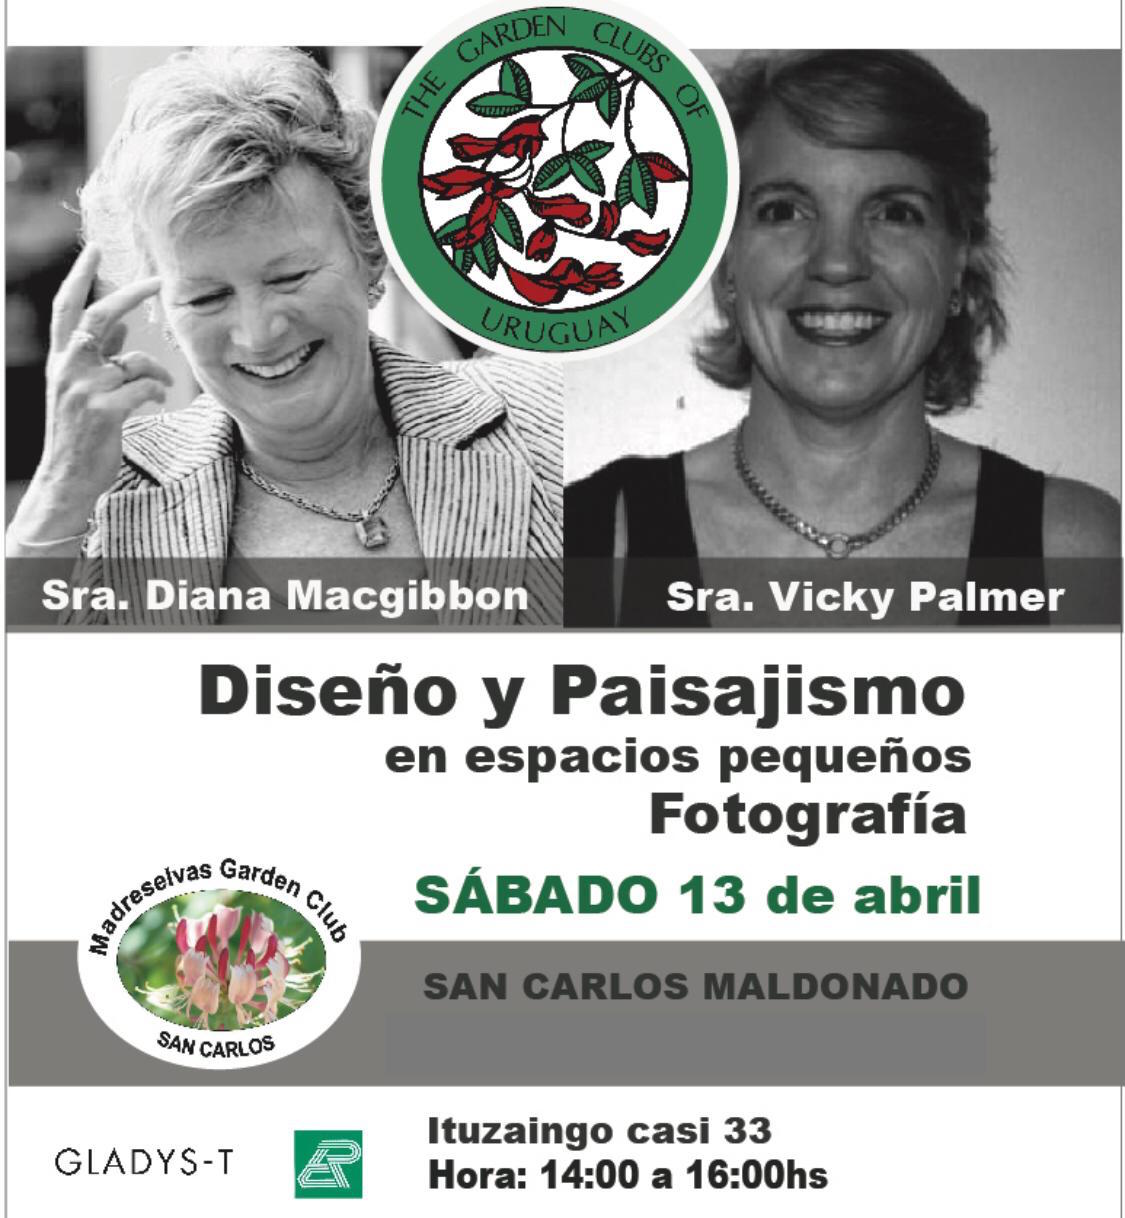 THE GARDEN CLUBS OF
URUGUAY
Sra. Diana Macgibbon
Sra. Vicky Palmer
Diseño y Paisajismo
en espacios pequeños
Fotografía
SÁBADO 13 de abril
Madreselvas Garden Club
SAN CARLOS
SAN CARLOS MALDONADO
GLADYS-T
Ituzaingo casi 33
Hora: 14:00 a 16:00hs